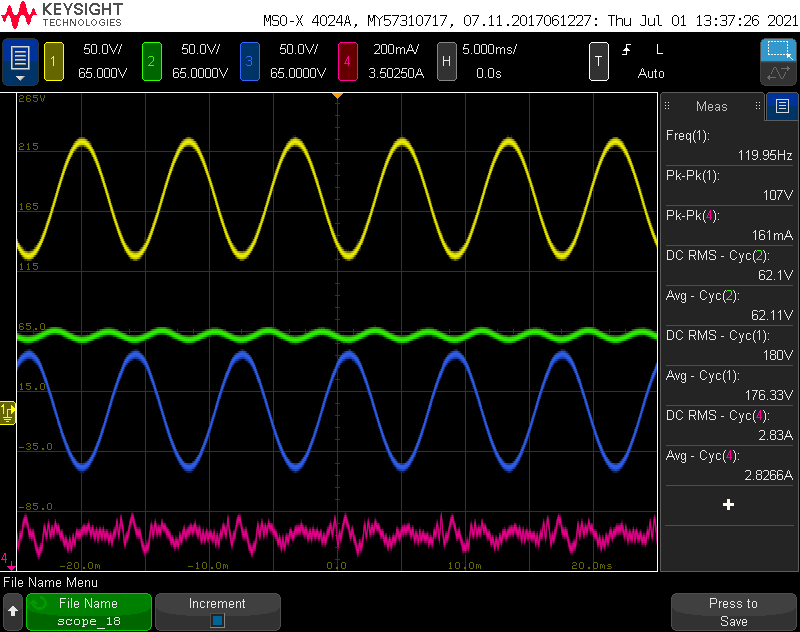 KEYSIGHT
TECHNOLOGIES
MSO-X 4024A, MY57310717, 07.11.2017061227: Thu Jul 01 13:37:26 2021
1 50.0V/ 2 50.0V/ 3 50.0V/ 4 200mA/ H 5.000ms/ T L
65.000V 65.0000V 65.0000V 3.50250A 0.0s Auto
265V
215
165
115
65.0
15.0
-35.0
-85.0
1
4
-20.0m -10.0m 0.0 10.0m 20.0ms
Meas
Freq(1):
119.95Hz
Pk-Pk(1):
107V
Pk-Pk(4):
161mA
DC RMS - Cyc(2):
62.1V
Avg - Cyc(2):
62.11V
DC RMS - Cyc(1):
180V
Avg - Cyc(1):
176.33V
DC RMS - Cyc(4):
2.83A
Avg - Cyc(4):
2.8266A
File Name Menu
File Name
scope_18
Increment
Press to
Save